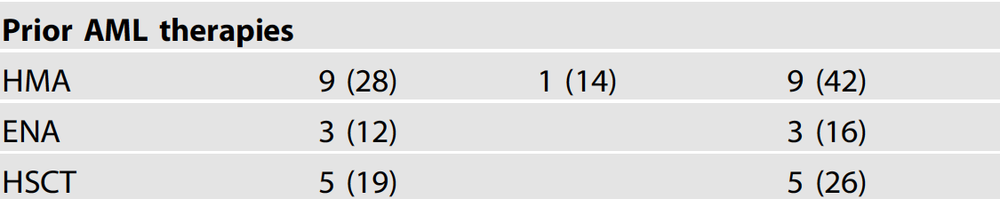 Prior AML therapies
HMA 9 (28) 1 (14) 9 (42)
ENA 3 (12) 3 (16)
HSCT 5 (19) 5 (26)